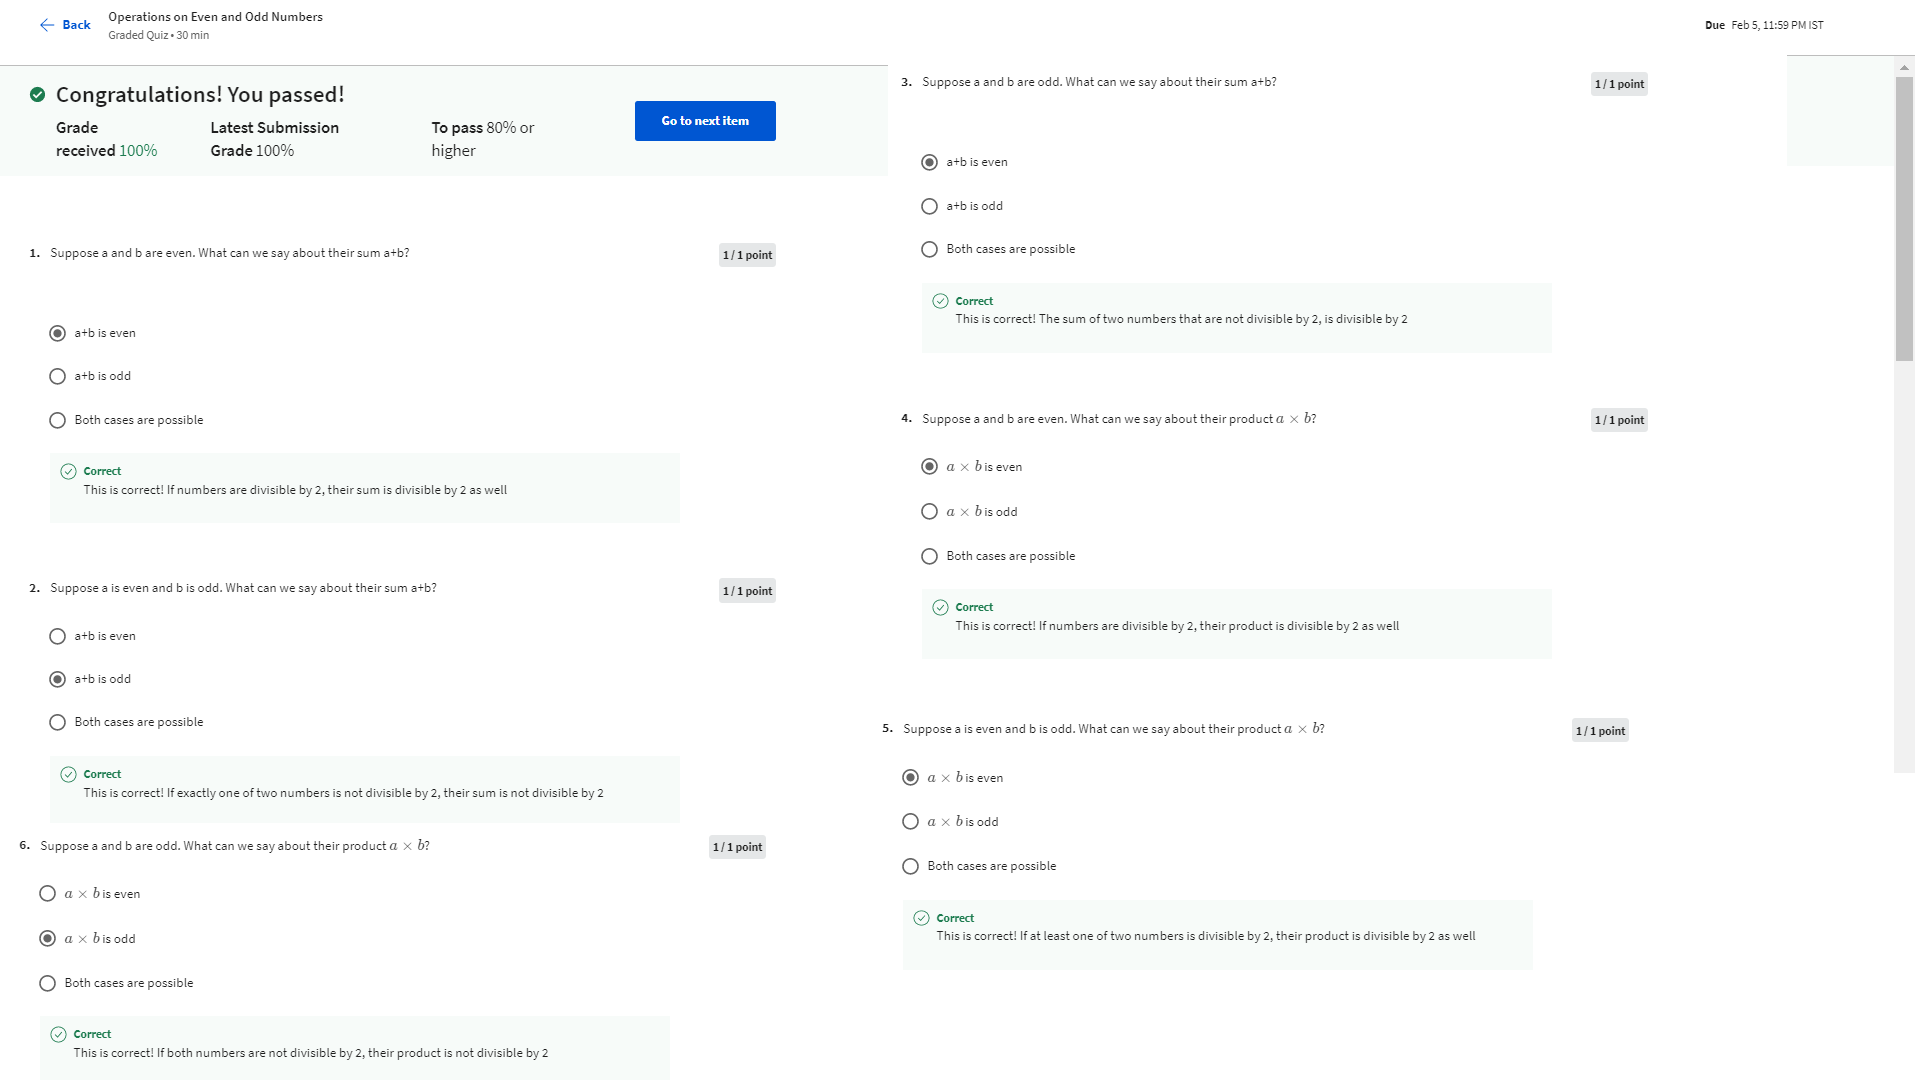 Back
Operations on Even and Odd Numbers
Graded Quiz • 30 min
Due Feb 5, 11:59 PM IST
Congratulations! You passed!
Grade received 100%
Latest Submission Grade 100%
To pass 80% or higher
Go to next item
1. Suppose a and b are even. What can we say about their sum a+b?
1 / 1 point
a+b is even
a+b is odd
Both cases are possible
Correct
This is correct! If numbers are divisible by 2, their sum is divisible by 2 as well
2. Suppose a is even and b is odd. What can we say about their sum a+b?
1 / 1 point
a+b is even
a+b is odd
Both cases are possible
Correct
This is correct! If exactly one of two numbers is not divisible by 2, their sum is not divisible by 2
3. Suppose a and b are odd. What can we say about their sum a+b?
1 / 1 point
a+b is even
a+b is odd
Both cases are possible
Correct
This is correct! The sum of two numbers that are not divisible by 2, is divisible by 2
4. Suppose a and b are even. What can we say about their product a × b?
1 / 1 point
a × b is even
a × b is odd
Both cases are possible
Correct
This is correct! If numbers are divisible by 2, their product is divisible by 2 as well
5. Suppose a is even and b is odd. What can we say about their product a × b?
1 / 1 point
a × b is even
a × b is odd
Both cases are possible
Correct
This is correct! If at least one of two numbers is divisible by 2, their product is divisible by 2 as well
6. Suppose a and b are odd. What can we say about their product a × b?
1 / 1 point
a × b is even
a × b is odd
Both cases are possible
Correct
This is correct! If both numbers are not divisible by 2, their product is not divisible by 2